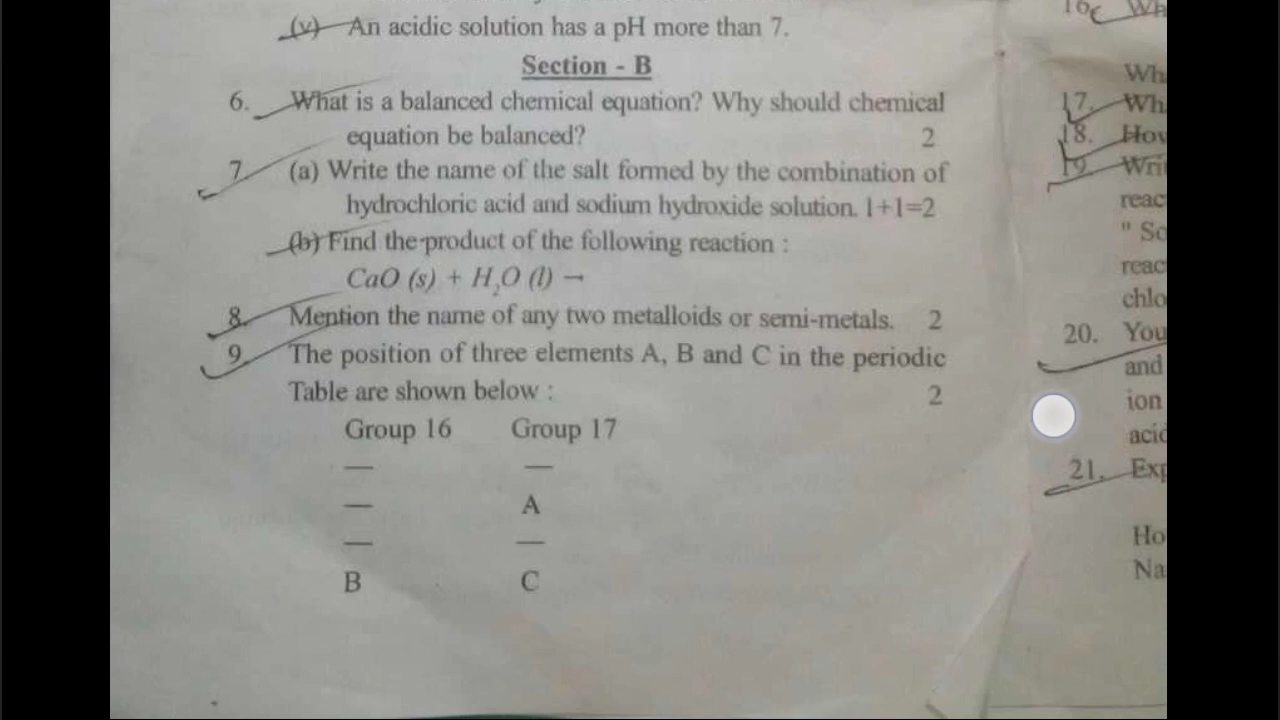 (v) An acidic solution has a pH more than 7.
Section - B
6. What is a balanced chemical equation? Why should chemical
equation be balanced? 2
7. (a) Write the name of the salt formed by the combination of
hydrochloric acid and sodium hydroxide solution. 1+1=2
(b) Find the product of the following reaction :
CaO (s) + H₂O (l) →
8. Mention the name of any two metalloids or semi-metals. 2
9. The position of three elements A, B and C in the periodic
Table are shown below : 2
Group 16 Group 17
— —
— A
— —
B C
16.
17.
18.
19.
20. You
and
ion
21.